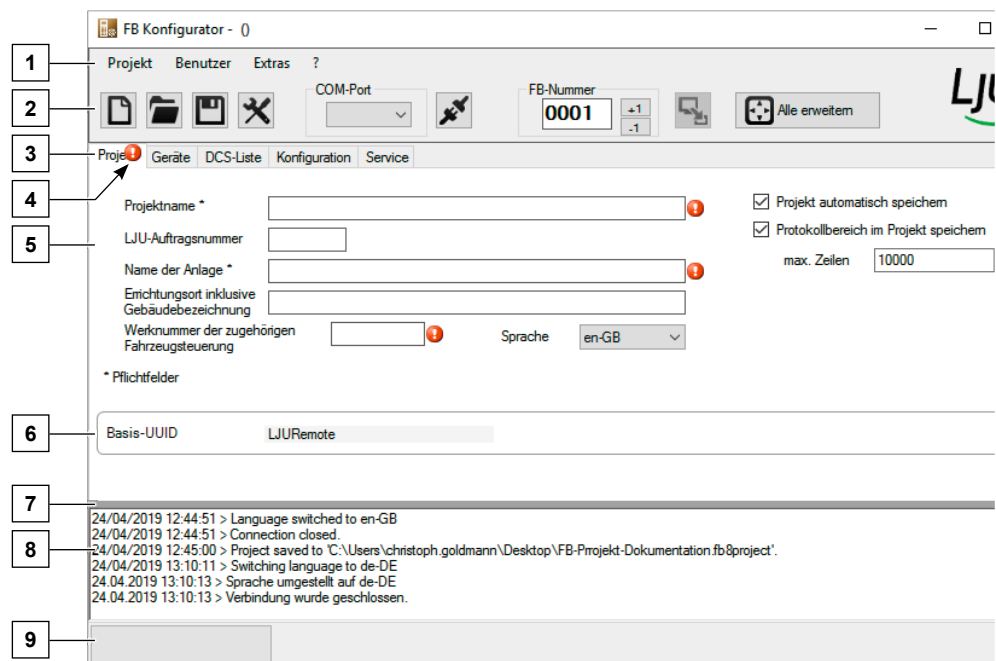 FB Konfigurator - ()
1
Projekt Benutzer Extras ?
2
COM-Port
FB-Nummer
0001
+1
-1
Alle erweitern
3
Geräte DCS-Liste Konfiguration Service
4
Projektname *
Projekt automatisch speichern
5
LJU-Auftragsnummer
Protokollbereich im Projekt speichern
max. Zeilen 10000
Name der Anlage *
Errichtungsort inklusive
Gebäudebezeichnung
Werknummer der zugehörigen
Fahrzeugsteuerung
Sprache en-GB
* Pflichtfelder
6
Basis-UUID LJURemote
7
24/04/2019 12:44:51 > Language switched to en-GB
24/04/2019 12:44:51 > Connection closed.
8
24/04/2019 12:45:00 > Project saved to 'C:\Users\christoph.goldmann\Desktop\FB-Prrojekt-Dokumentation.fb8project'.
24/04/2019 13:10:11 > Switching language to de-DE
24.04.2019 13:10:13 > Sprache umgestellt auf de-DE
24.04.2019 13:10:13 > Verbindung wurde geschlossen.
9